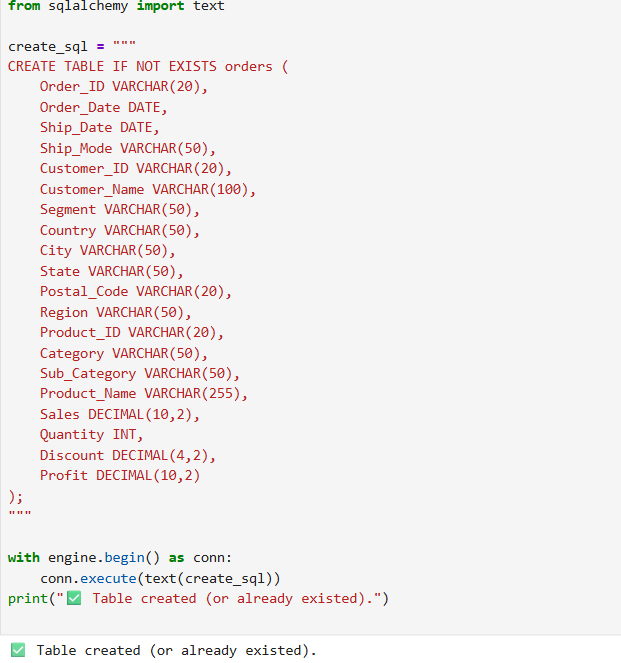 from sqlalchemy import text
create_sql = """
CREATE TABLE IF NOT EXISTS orders (
    Order_ID VARCHAR(20),
    Order_Date DATE,
    Ship_Date DATE,
    Ship_Mode VARCHAR(50),
    Customer_ID VARCHAR(20),
    Customer_Name VARCHAR(100),
    Segment VARCHAR(50),
    Country VARCHAR(50),
    City VARCHAR(50),
    State VARCHAR(50),
    Postal_Code VARCHAR(20),
    Region VARCHAR(50),
    Product_ID VARCHAR(20),
    Category VARCHAR(50),
    Sub_Category VARCHAR(50),
    Product_Name VARCHAR(255),
    Sales DECIMAL(10,2),
    Quantity INT,
    Discount DECIMAL(4,2),
    Profit DECIMAL(10,2)
);
"""
with engine.begin() as conn:
    conn.execute(text(create_sql))
print("✅ Table created (or already existed).")
✅ Table created (or already existed).